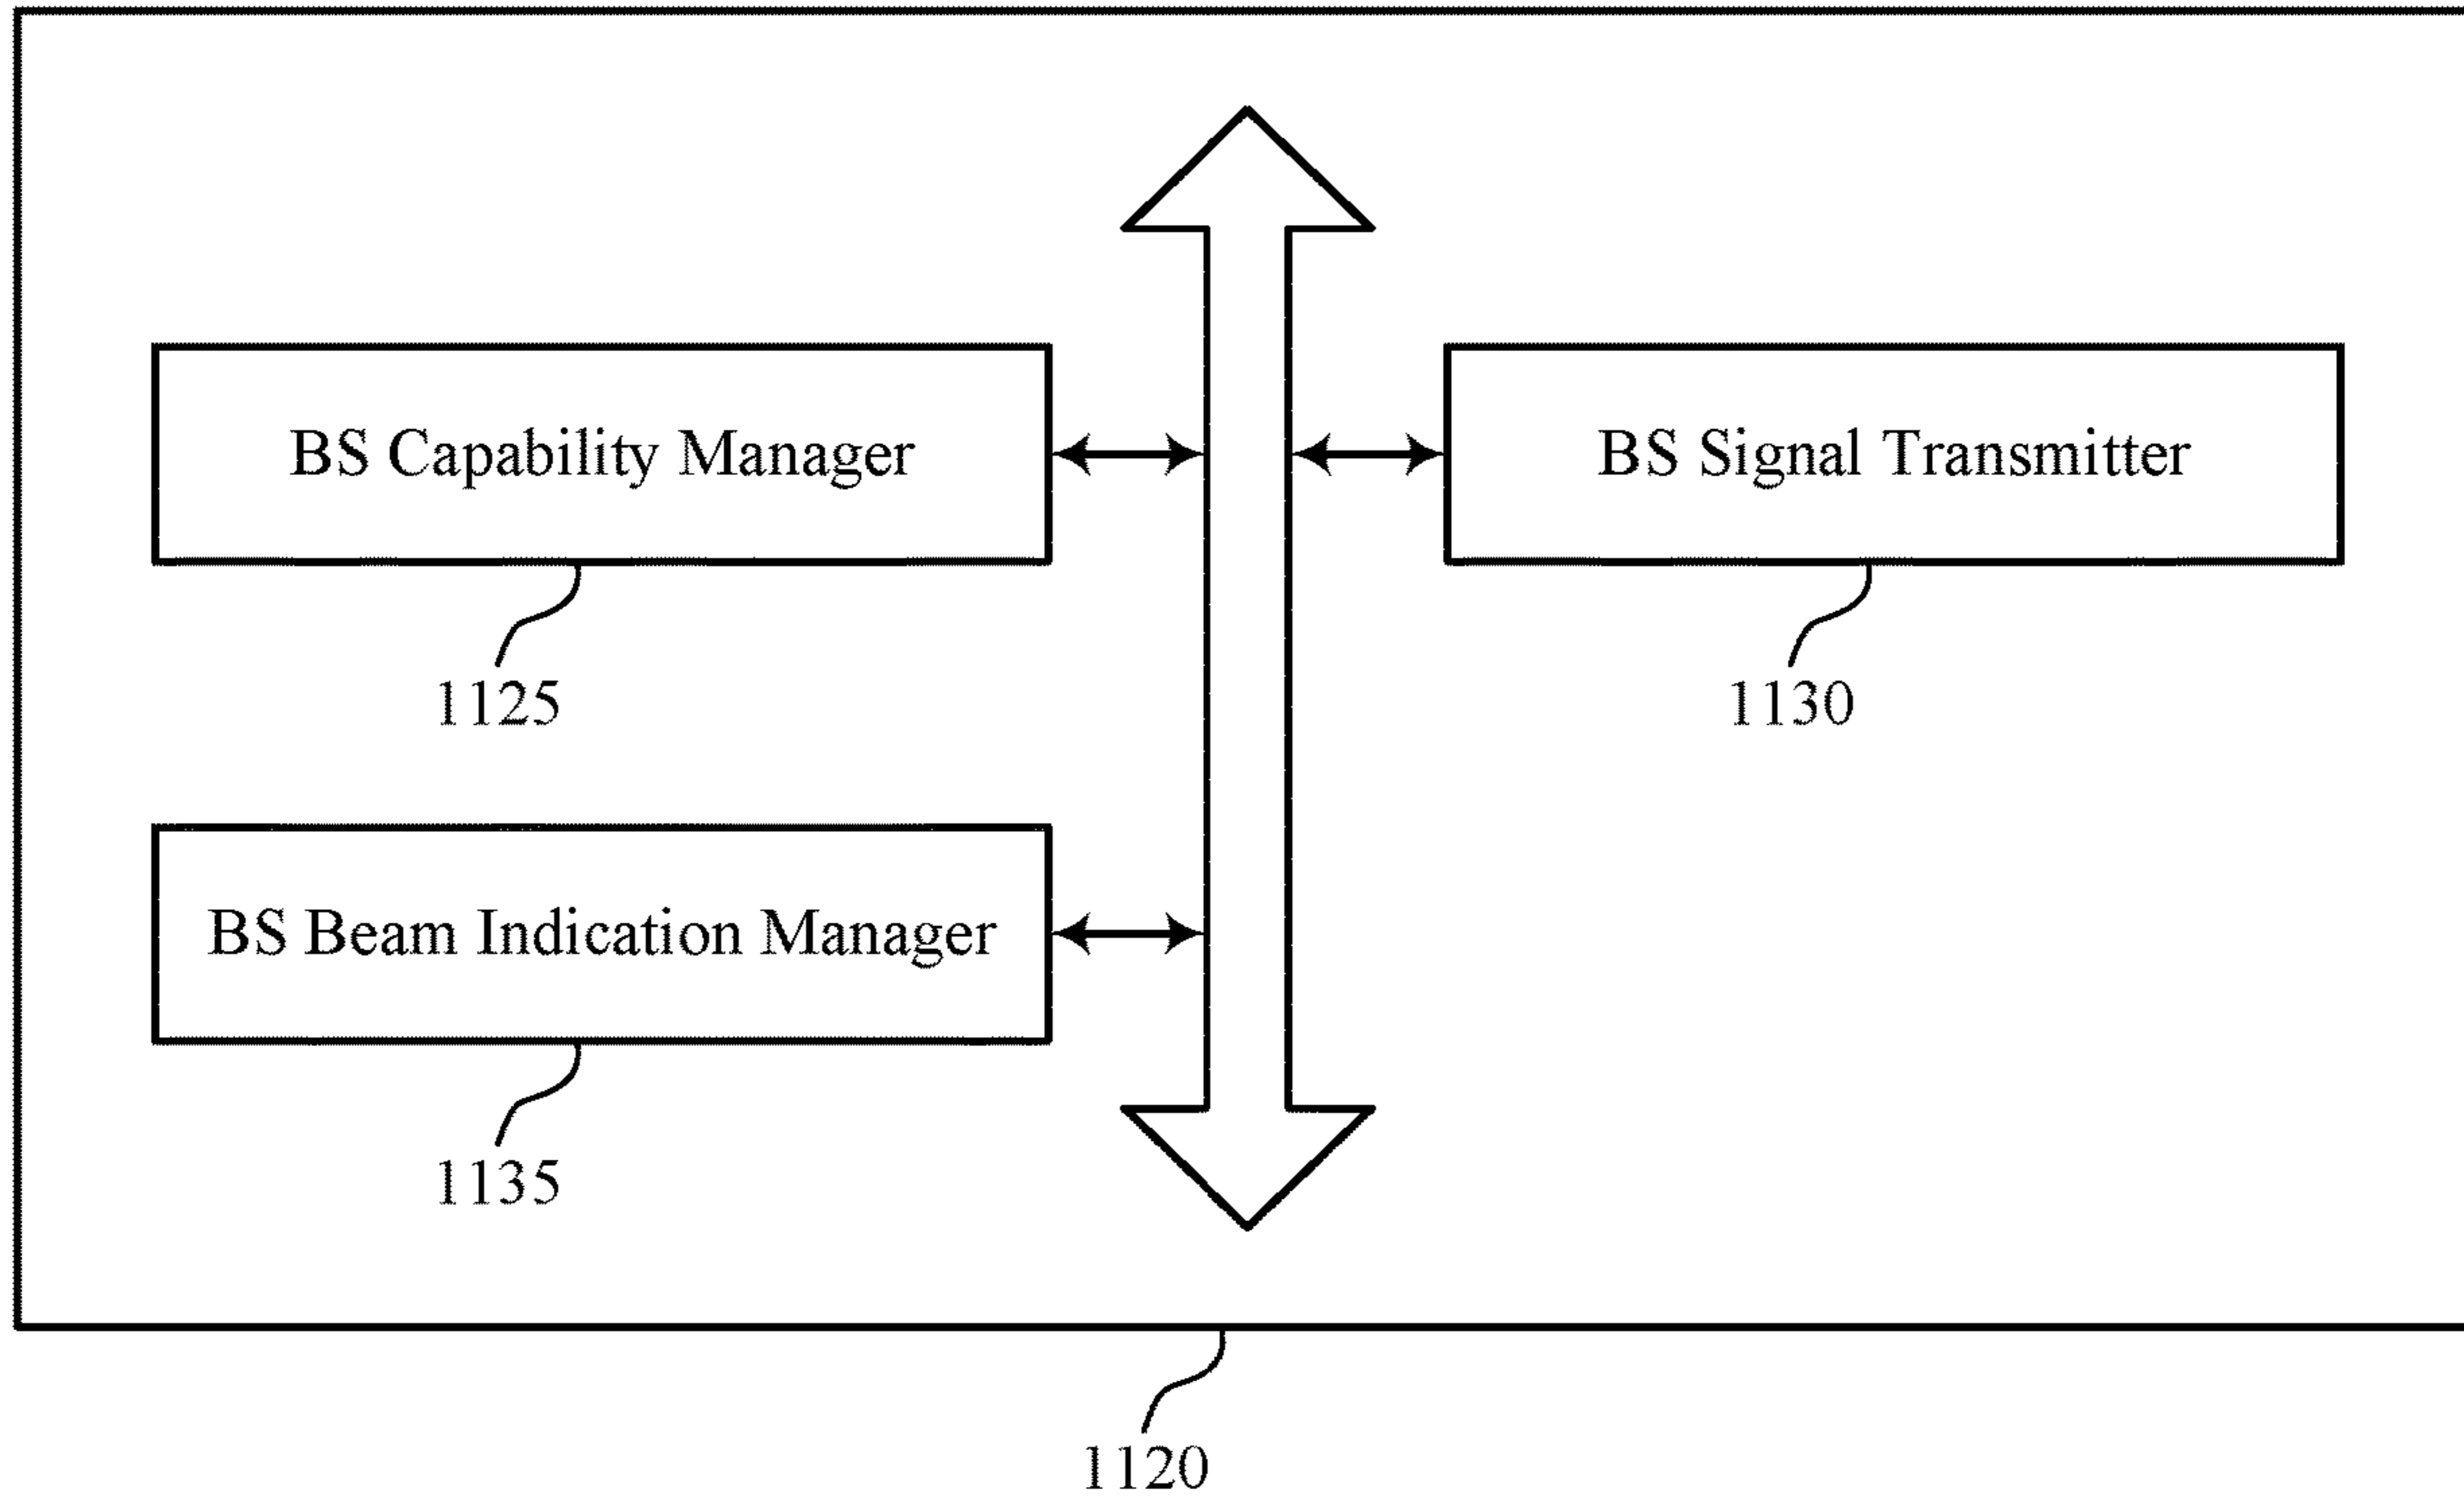 BS Capability Manager
BS Signal Transmitter
1125
1130
BS Beam Indication Manager
1135
1120